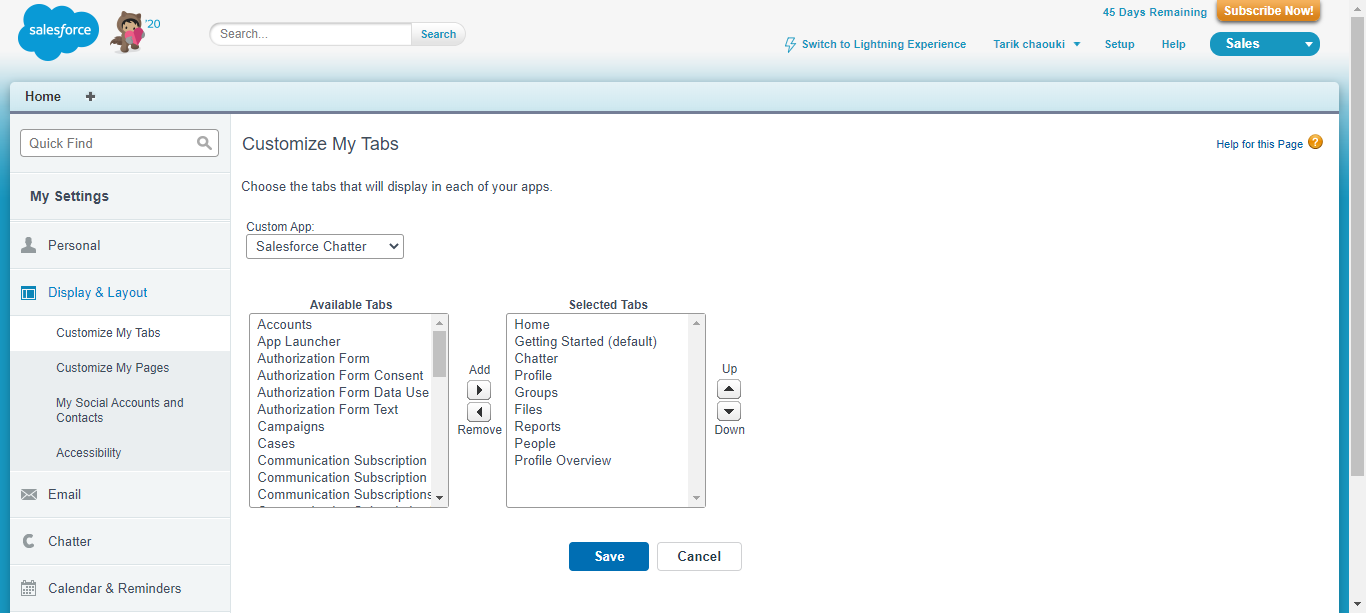 salesforce
'20
Search...
Search
45 Days Remaining
Subscribe Now!
Switch to Lightning Experience
Tarik chaouki
Setup
Help
Sales
Home
Quick Find
My Settings
Personal
Display & Layout
Customize My Tabs
Customize My Pages
My Social Accounts and
Contacts
Accessibility
Email
Chatter
Calendar & Reminders
Customize My Tabs
Help for this Page
?
Choose the tabs that will display in each of your apps.
Custom App:
Salesforce Chatter
Available Tabs
Accounts
App Launcher
Authorization Form
Authorization Form Consent
Authorization Form Data Use
Authorization Form Text
Campaigns
Cases
Communication Subscription
Communication Subscription
Communication Subscriptions
Add
Remove
Selected Tabs
Home
Getting Started (default)
Chatter
Profile
Groups
Files
Reports
People
Profile Overview
Up
Down
Save
Cancel